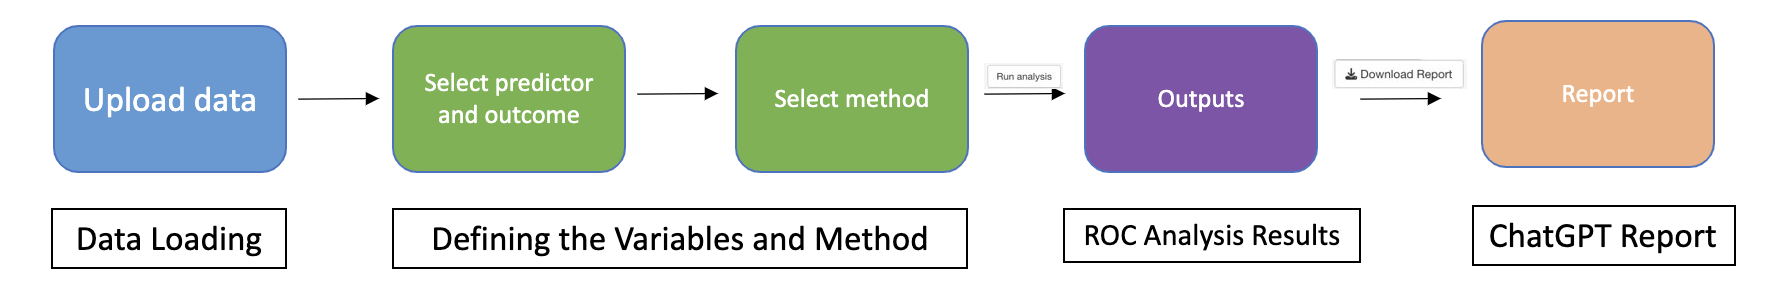 Upload data
Select predictor
and outcome
Select method
Run analysis
Outputs
Download Report
Report
Data Loading
Defining the Variables and Method
ROC Analysis Results
ChatGPT Report